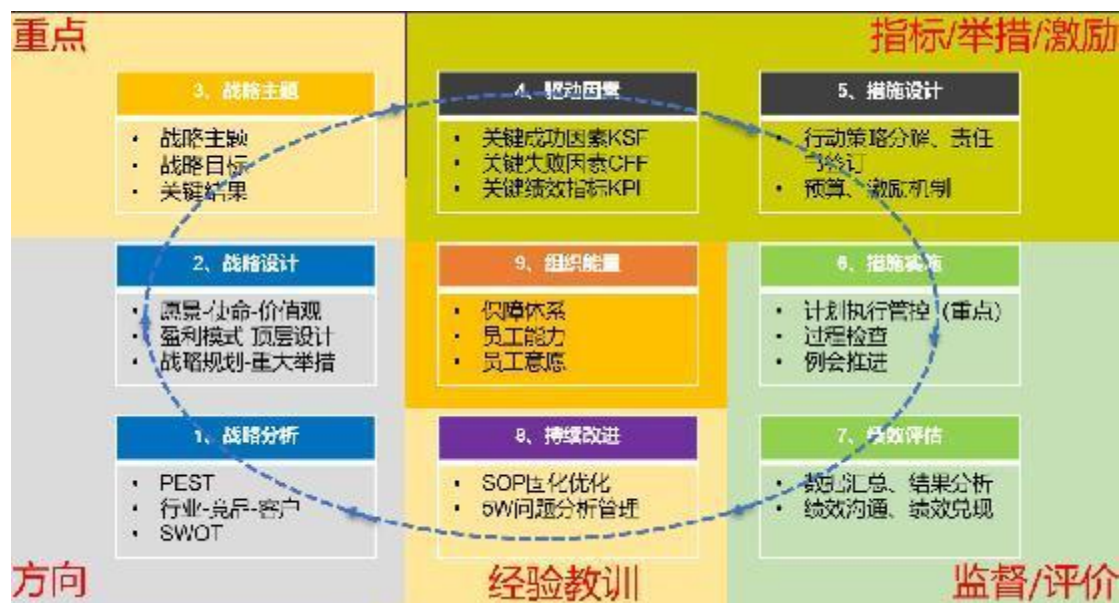 重点
指标/举措/激励
3、战略主题
• 战略主题
• 战略目标
• 关键结果
4、驱动因素
• 关键成功因素KSF
• 关键失败因素CFF
• 关键绩效指标KPI
5、措施设计
• 行动策略分解、责任
书签订
• 预算、激励机制
2、战略设计
• 愿景-使命-价值观
• 盈利模式 顶层设计
• 战略规划-重大举措
9、组织能量
• 保障体系
• 员工能力
• 员工意愿
6、措施实施
• 计划执行管控（重点）
• 过程检查
• 例会推进
1、战略分析
• PEST
• 行业-竞品-客户
• SWOT
8、持续改进
• SOP固化优化
• 5W问题分析管理
7、绩效评估
• 数据汇总、结果分析
• 绩效沟通、绩效兑现
方向
经验教训
监督/评价